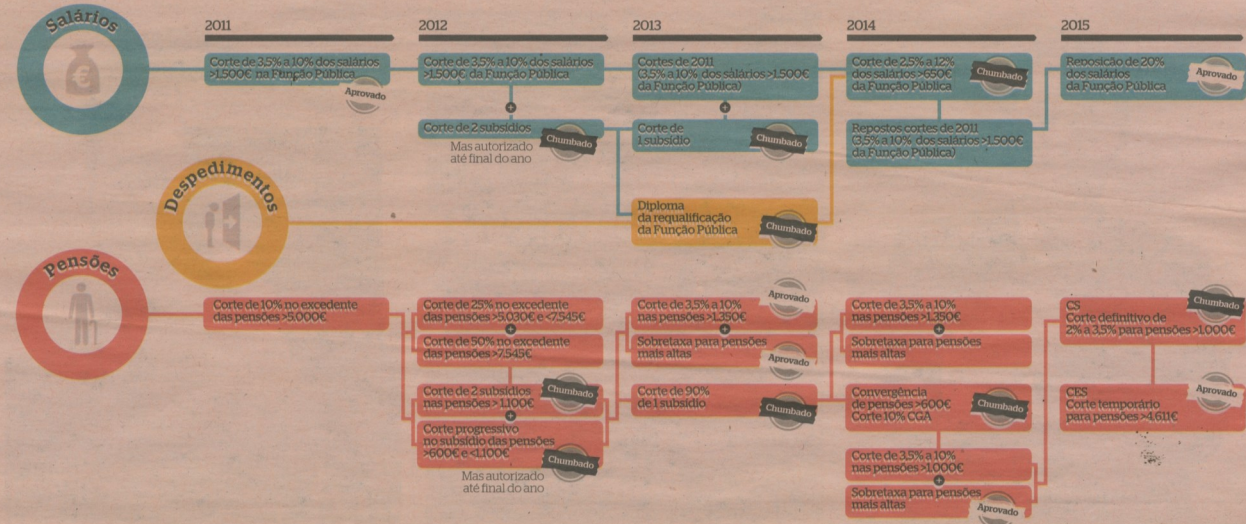 Salários
2011
2012
2013
2014
2015
Corte de 3,5% a 10% dos salários
>1.500€ na Função Pública
Aprovado
Corte de 3,5% a 10% dos salários
>1.500€ da Função Pública
+
Corte de 2 subsídios
Chumbado
Mas autorizado
até final do ano
Cortes de 2011
(3,5% a 10% dos salários >1.500€
da Função Pública)
+
Corte de
1 subsídio
Chumbado
Corte de 2,5% a 12%
dos salários >650€
da Função Pública
Chumbado
Repostos cortes de 2011
(3,5% a 10% dos salários >1.500€
da Função Pública)
Reposição de 20%
dos salários
da Função Pública
Aprovado
Despedimentos
Diploma
da requalificação
da Função Pública
Chumbado
Pensões
Corte de 10% no excedente
das pensões >5.000€
Corte de 25% no excedente
das pensões >5.030€ e <7.545€
+
Corte de 50% no excedente
das pensões >7.545€
Corte de 2 subsídios
nas pensões >1.100€
Chumbado
+
Corte progressivo
no subsídio das pensões
>600€ e <1.100€
Chumbado
Mas autorizado
até final do ano
Corte de 3,5% a 10%
nas pensões >1.350€
Aprovado
+
Sobretaxa para pensões
mais altas
Aprovado
Corte de 90%
de 1 subsídio
Chumbado
Corte de 3,5% a 10%
nas pensões >1.350€
+
Sobretaxa para pensões
mais altas
Convergência
de pensões >600€
Corte 10% CGA
Chumbado
Corte de 3,5% a 10%
nas pensões >1.000€
+
Sobretaxa para pensões
mais altas
Aprovado
CS
Corte definitivo de
2% a 3,5% para pensões >1.000€
Chumbado
CES
Corte temporário
para pensões >4.611€
Aprovado